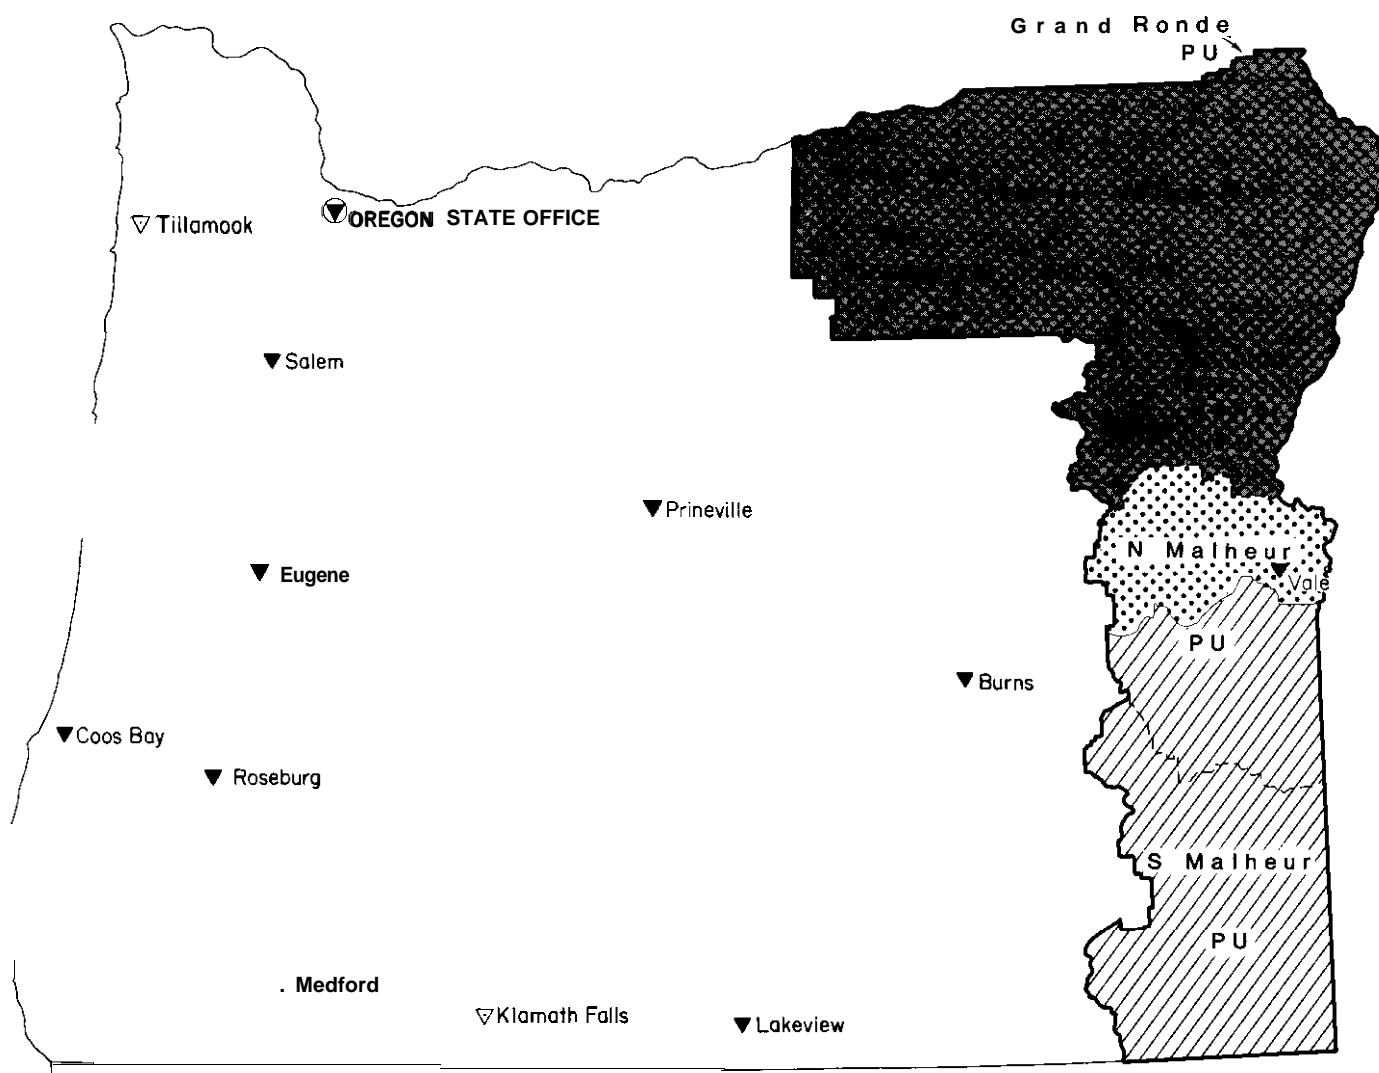 Grand Ronde
PU
Tillamook
OREGON STATE OFFICE
Salem
Prineville
N Malheur
Eugene
Vale
PU
Burns
Coos Bay
Roseburg
S Malheur
PU
. Medford
Klamath Falls
Lakeview